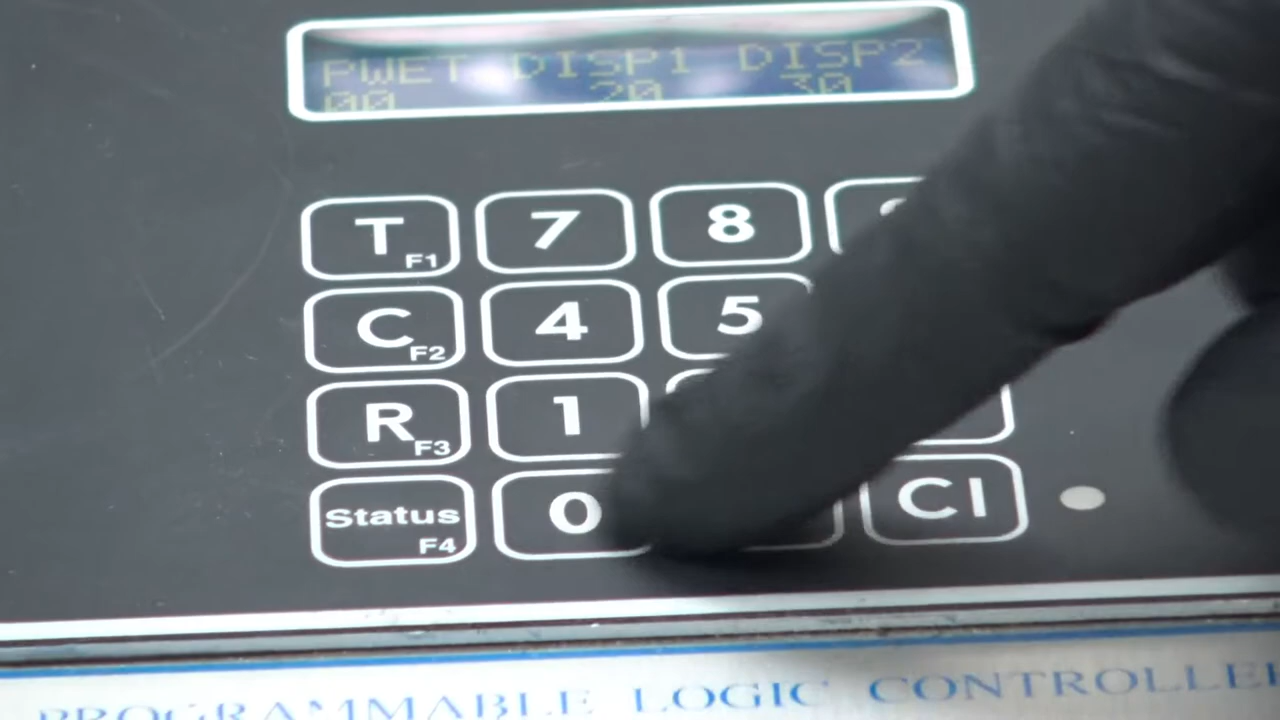 PWET DISP1 DISP2
00 20 30
T F1 7 8
C F2 4 5
R F3 1
Status F4 0 CI
PROGRAMMABLE LOGIC CONTROLLE